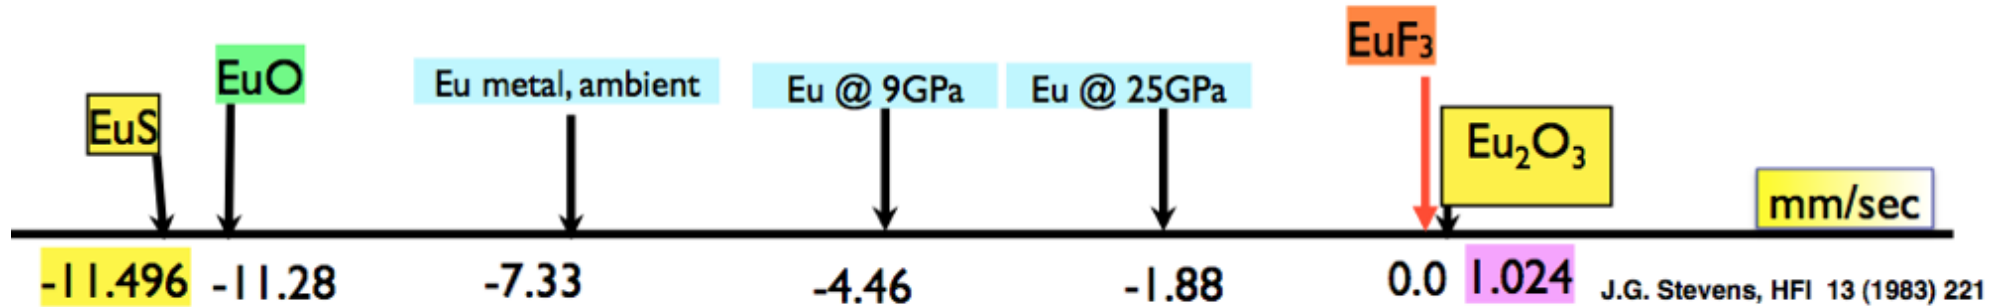 EuS
EuO
Eu metal, ambient
Eu @ 9GPa
Eu @ 25GPa
EuF₃
Eu₂O₃
mm/sec
-11.496
-11.28
-7.33
-4.46
-1.88
0.0
1.024
J.G. Stevens, HFI 13 (1983) 221